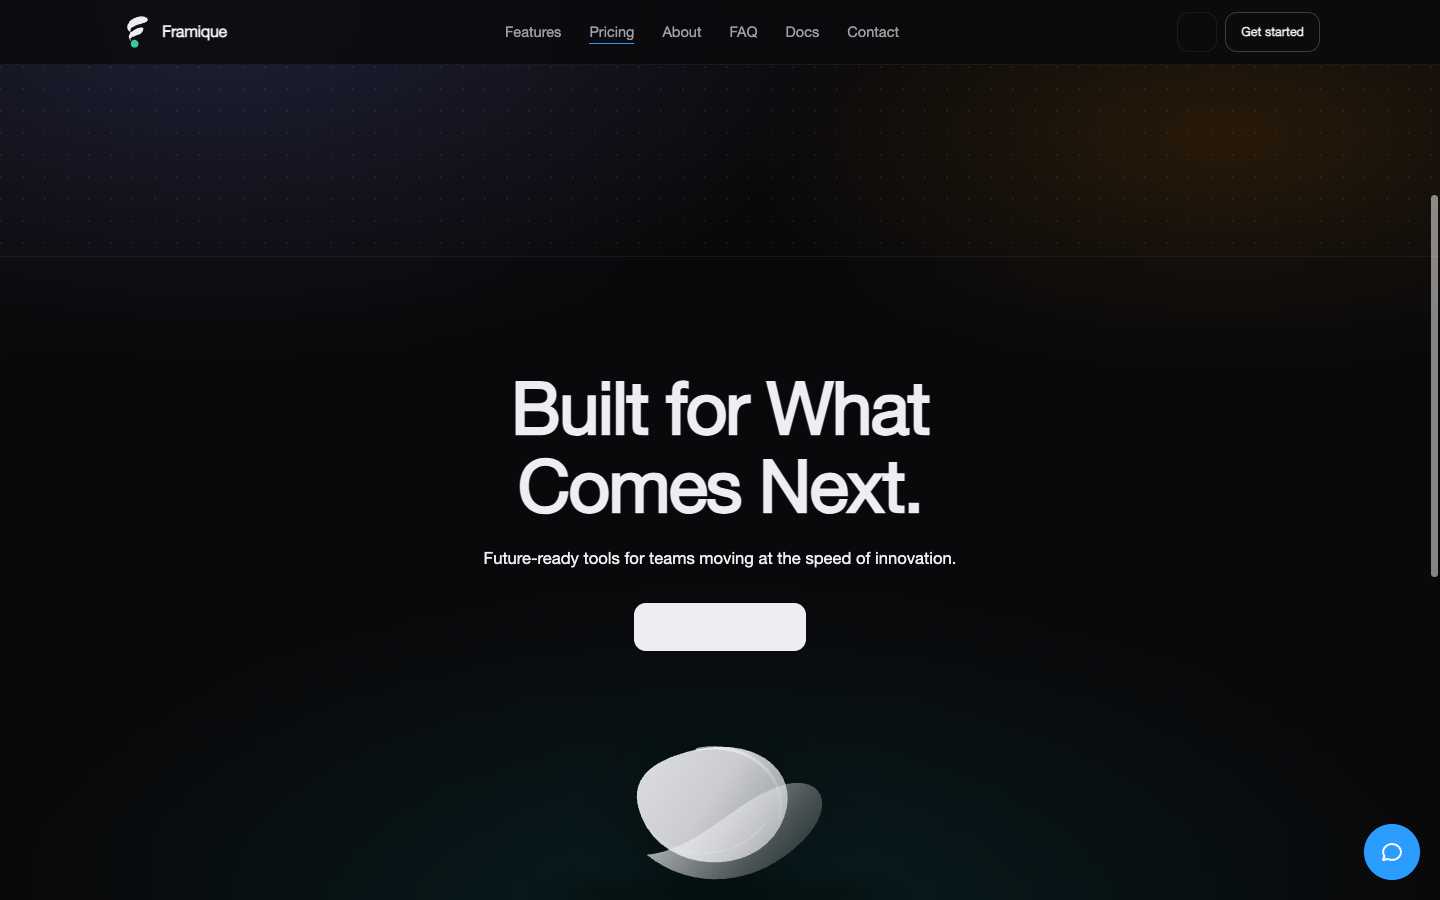 Framique
Features Pricing About FAQ Docs Contact
Get started
Built for What
Comes Next.
Future-ready tools for teams moving at the speed of innovation.